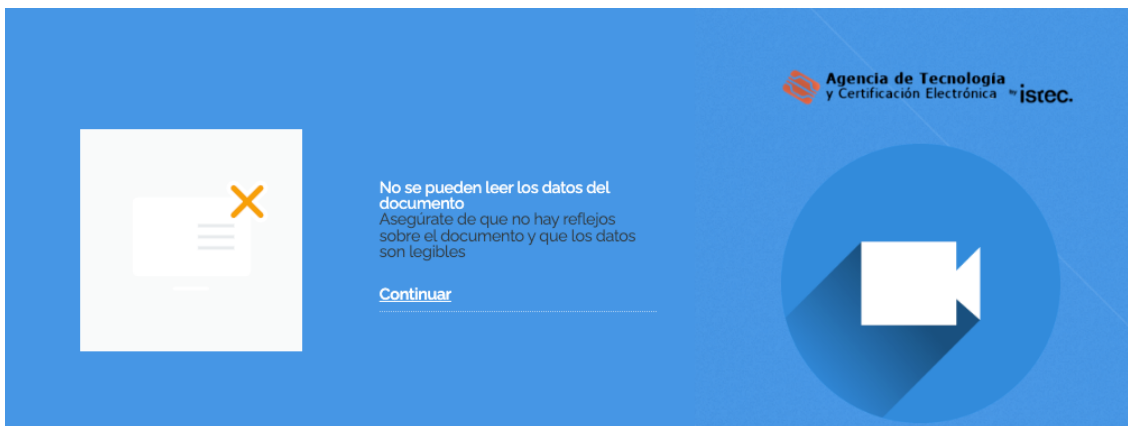 Agencia de Tecnología
y Certificación Electrónica by istec.
No se pueden leer los datos del
documento
Asegúrate de que no hay reflejos
sobre el documento y que los datos
son legibles
Continuar